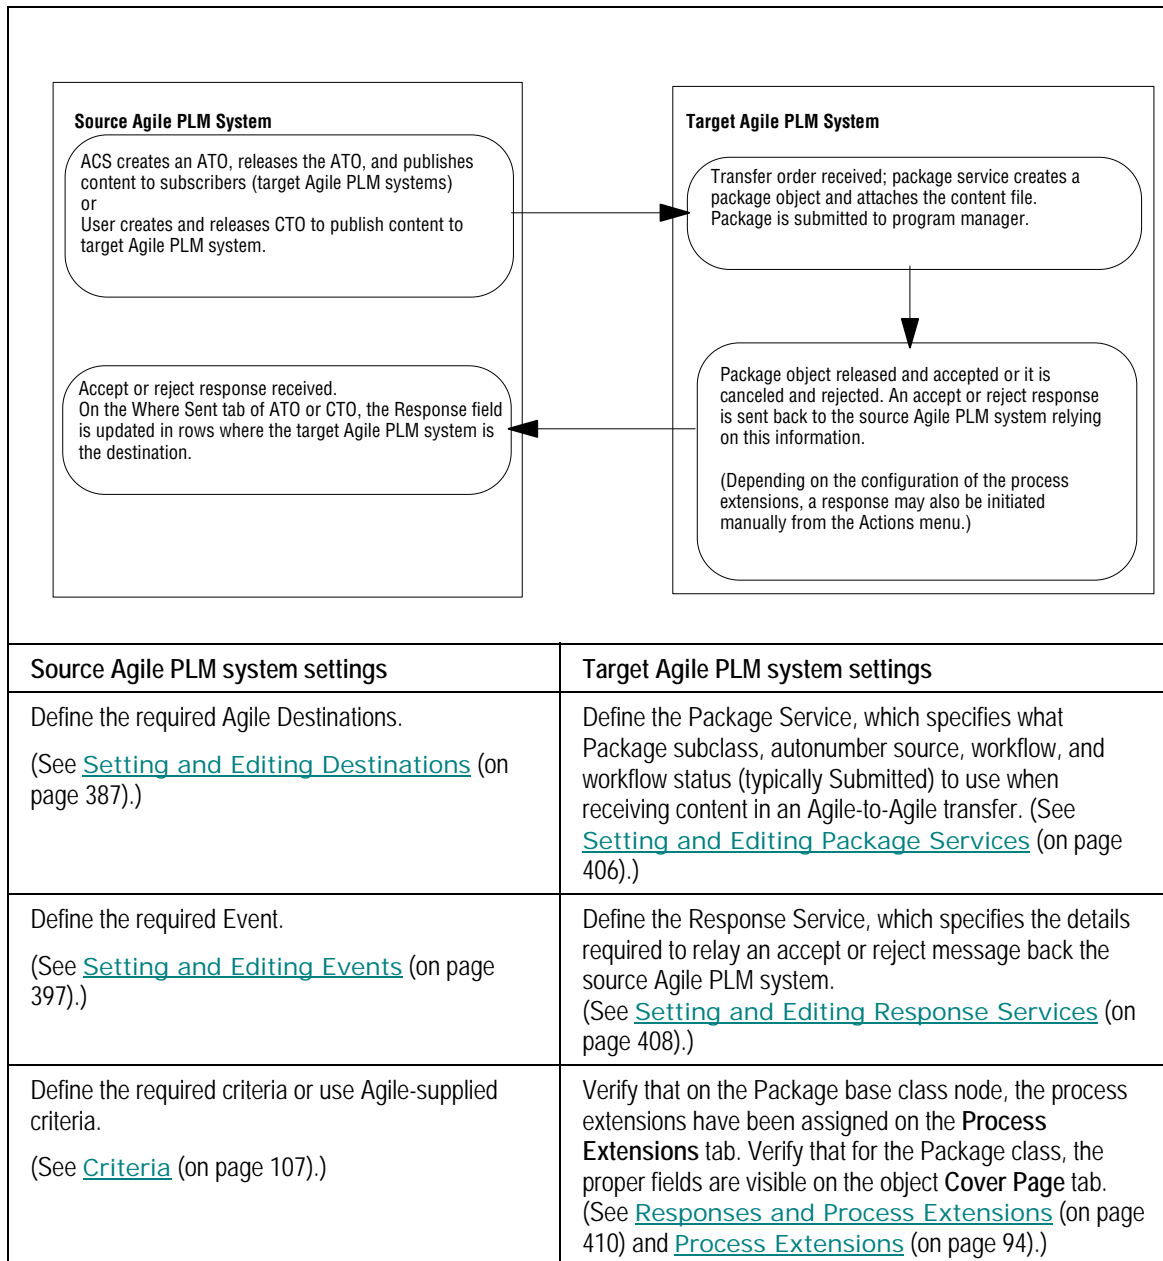 Source Agile PLM System
ACS creates an ATO, releases the ATO, and publishes
content to subscribers (target Agile PLM systems)
or
User creates and releases CTO to publish content to
target Agile PLM system.
Accept or reject response received.
On the Where Sent tab of ATO or CTO, the Response field
is updated in rows where the target Agile PLM system is
the destination.
Target Agile PLM System
Transfer order received; package service creates a
package object and attaches the content file.
Package is submitted to program manager.
Package object released and accepted or it is
canceled and rejected. An accept or reject response
is sent back to the source Agile PLM system relying
on this information.
(Depending on the configuration of the process
extensions, a response may also be initiated
manually from the Actions menu.)
Source Agile PLM system settings
Target Agile PLM system settings
Define the required Agile Destinations.
(See Setting and Editing Destinations (on
page 387).)
Define the Package Service, which specifies what
Package subclass, autonumber source, workflow, and
workflow status (typically Submitted) to use when
receiving content in an Agile-to-Agile transfer. (See
Setting and Editing Package Services (on page
406).)
Define the required Event.
(See Setting and Editing Events (on page
397).)
Define the Response Service, which specifies the details
required to relay an accept or reject message back the
source Agile PLM system.
(See Setting and Editing Response Services (on
page 408).)
Define the required criteria or use Agile-supplied
criteria.
(See Criteria (on page 107).)
Verify that on the Package base class node, the process
extensions have been assigned on the Process
Extensions tab. Verify that for the Package class, the
proper fields are visible on the object Cover Page tab.
(See Responses and Process Extensions (on page
410) and Process Extensions (on page 94).)